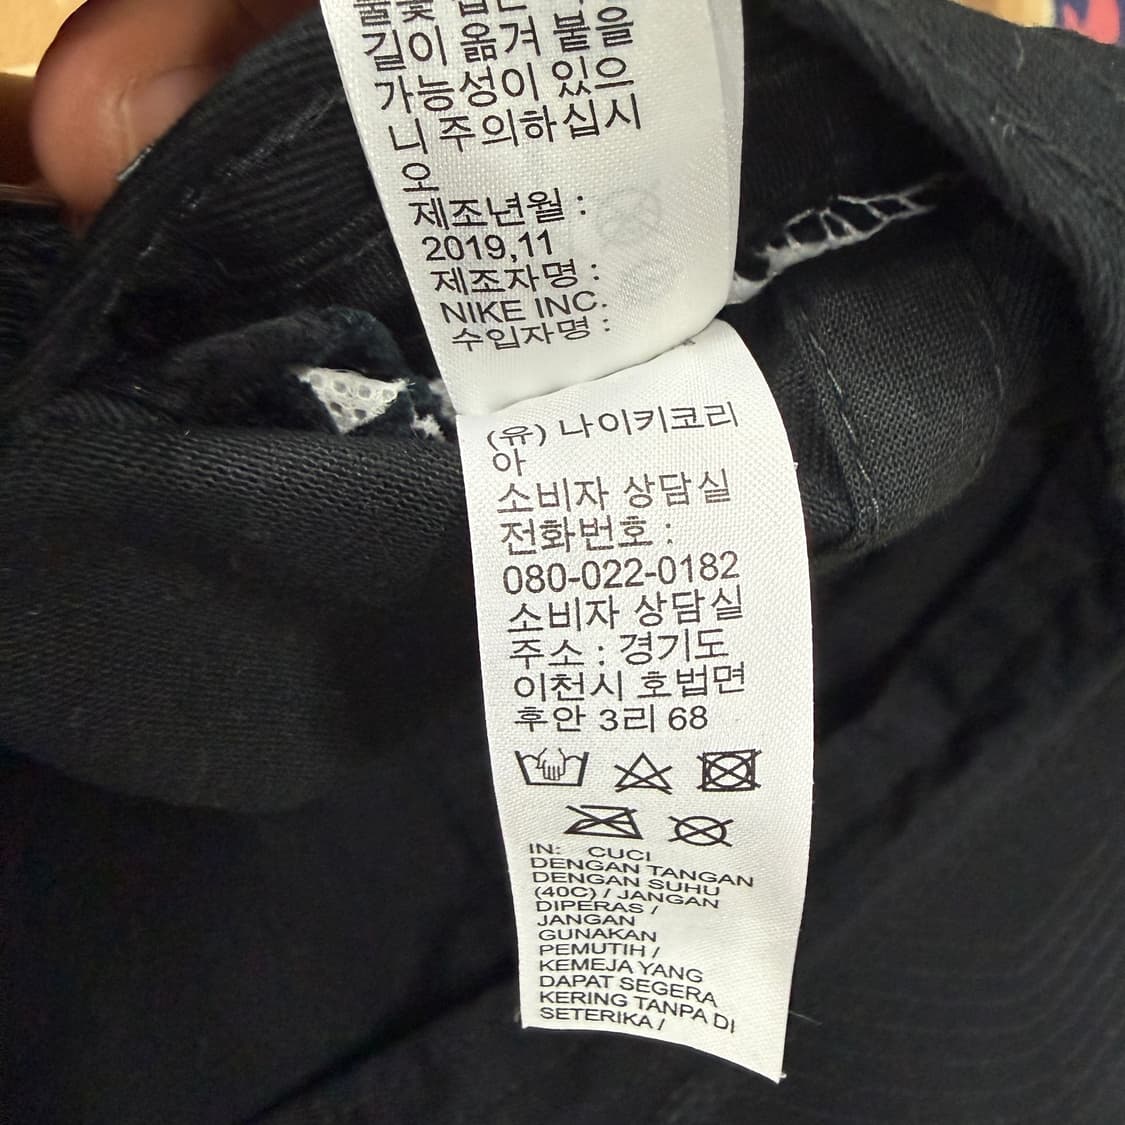 길이 옮겨 붙을
가능성이 있으
니 주의하십시
오
제조년월 :
2019,11
제조자명 :
NIKE INC.
수입자명 :
(유) 나이키코리
아
소비자 상담실
전화번호 :
080-022-0182
소비자 상담실
주소 : 경기도
이천시 호법면
후안 3리 68
IN: CUCI
DENGAN TANGAN
DENGAN SUHU
(40C) / JANGAN
DIPERAS /
JANGAN
GUNAKAN
PEMUTIH /
KEMEJA YANG
DAPAT SEGERA
KERING TANPA DI
SETERIKA /